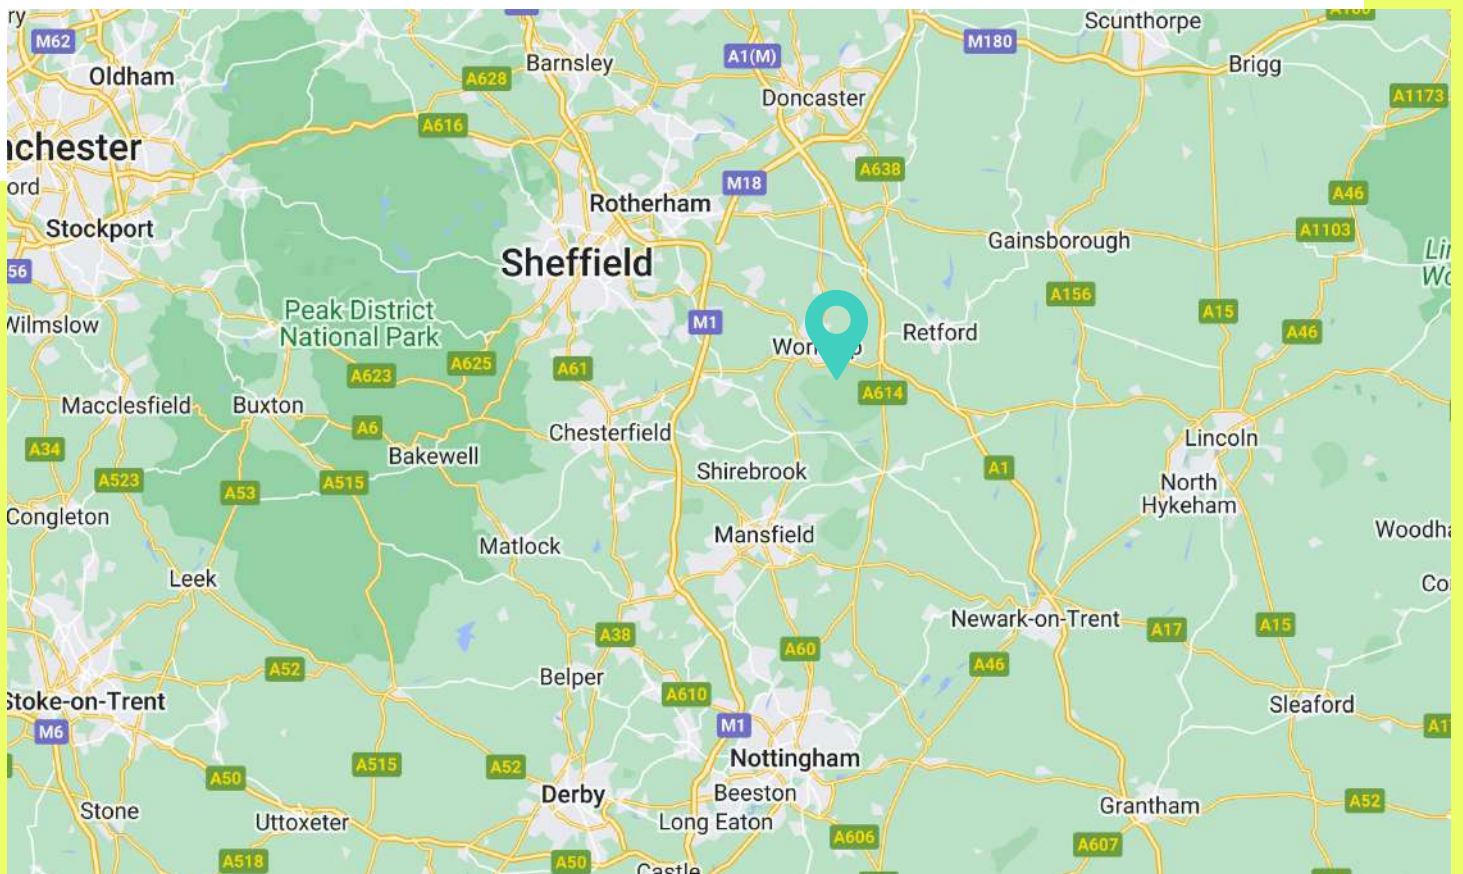 ry
M62
Oldham
A628
Barnsley
A1(M)
M180
Scunthorpe
Brigg
A1173
Doncaster
A616
chester
ord
Stockport
56
M18
A638
Rotherham
Sheffield
A46
A1103
Gainsborough
A156
A15
A46
Peak District
National Park
Wilmslow
M1
Retford
A623
A625
A61
A614
Macclesfield
Buxton
A6
Chesterfield
Bakewell
A34
A523
A53
A515
Shirebrook
A1
Lincoln
North
Hykeham
Congleton
Matlock
Mansfield
Leek
Newark-on-Trent
A17
A15
A38
A60
A46
A52
Belper
A610
Stoke-on-Trent
M6
M1
Sleaford
Nottingham
A50
A515
A52
Derby
Beeston
Long Eaton
Grantham
A52
Stone
Uttoxeter
A606
A607
A518
A50
Castle